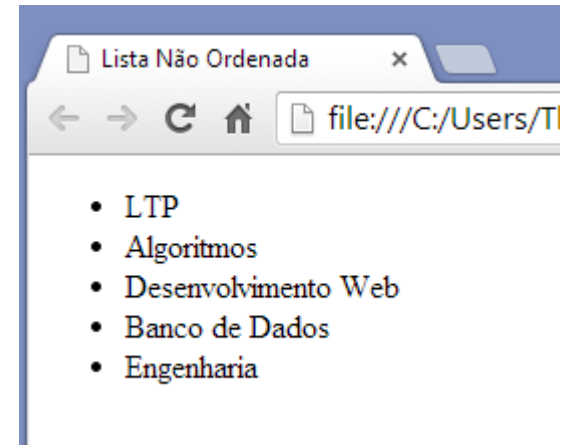 Lista Não Ordenada
file:///C:/Users/
LTP
Algoritmos
Desenvolvimento Web
Banco de Dados
Engenharia